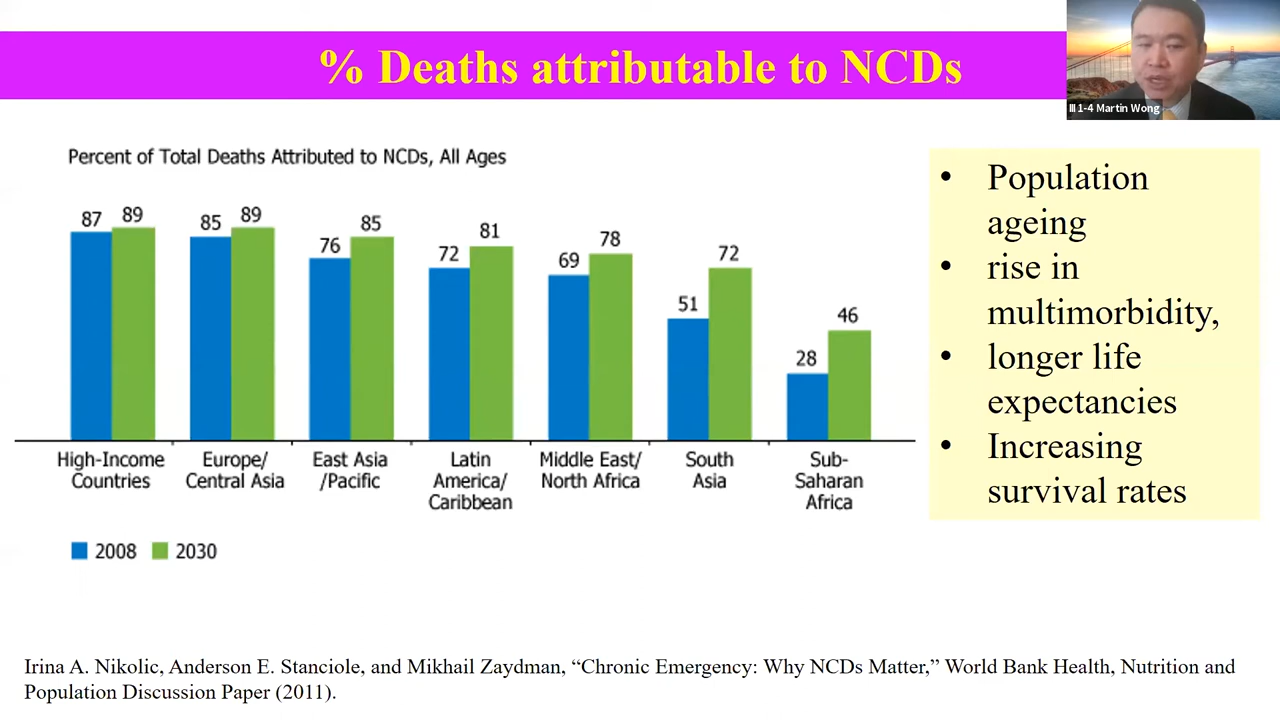 % Deaths attributable to NCDs
III 1-4 Martin Wong
Percent of Total Deaths Attributed to NCDs, All Ages
87 89 85 89 76 85 72 81 69 78 51 72 28 46
High-Income Countries
Europe/ Central Asia
East Asia /Pacific
Latin America/ Caribbean
Middle East/ North Africa
South Asia
Sub- Saharan Africa
2008 2030
• Population
ageing
• rise in
multimorbidity,
• longer life
expectancies
• Increasing
survival rates
Irina A. Nikolic, Anderson E. Stanciole, and Mikhail Zaydman, “Chronic Emergency: Why NCDs Matter,” World Bank Health, Nutrition and
Population Discussion Paper (2011).